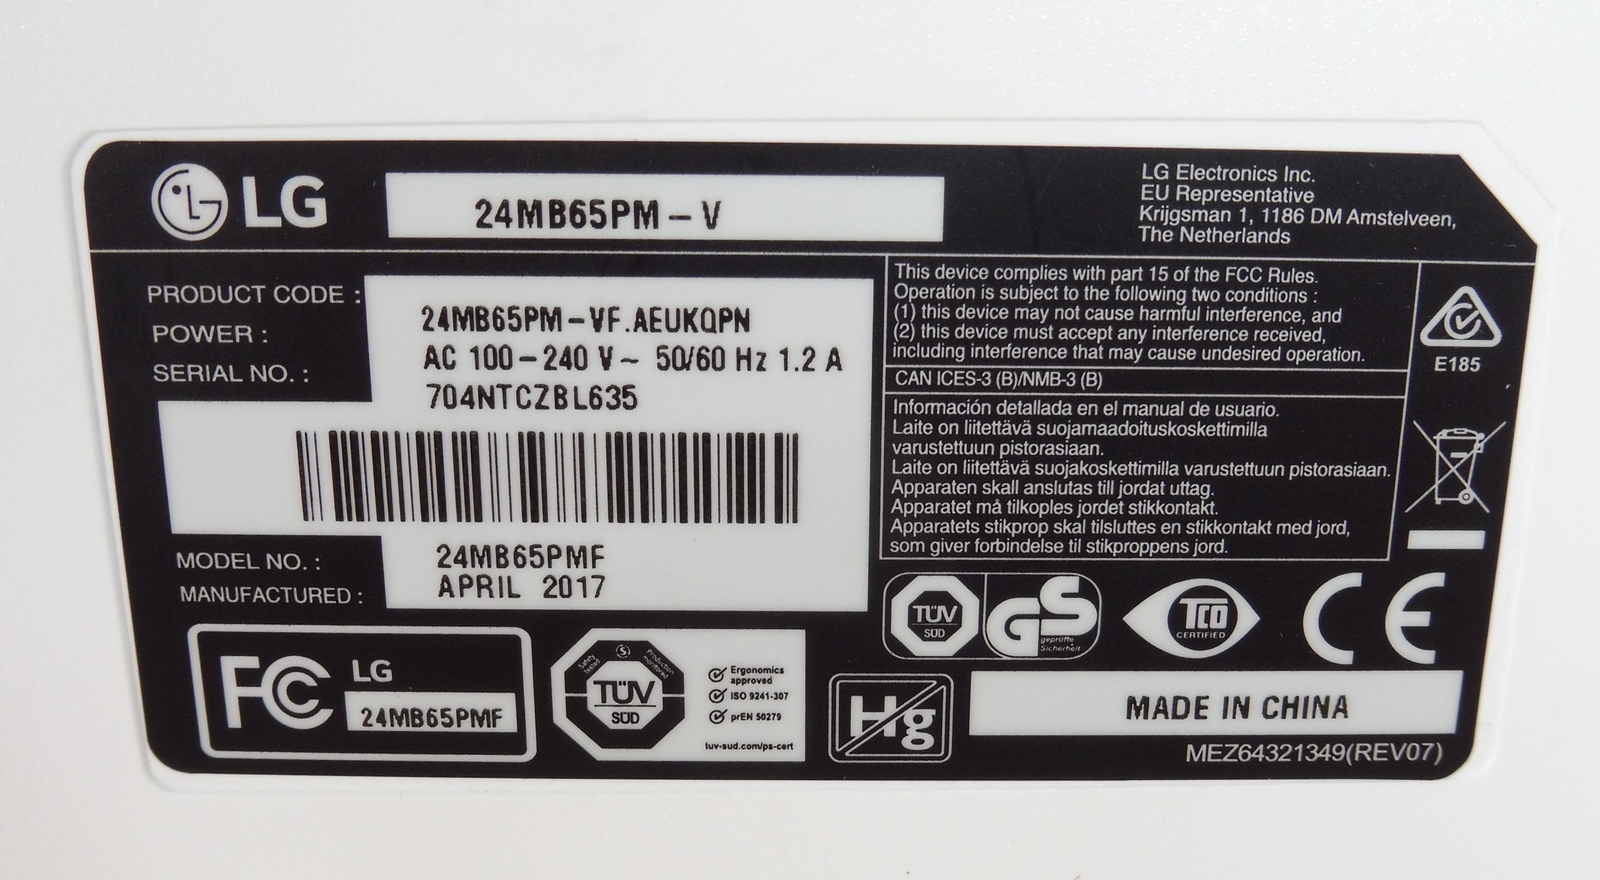 LG
24MB65PM-V
LG Electronics Inc.
EU Representative
Krijgsman 1, 1186 DM Amstelveen,
The Netherlands
PRODUCT CODE : 24MB65PM-VF.AEUKQPN
POWER : AC 100-240 V~ 50/60 Hz 1.2 A
SERIAL NO. : 704NTCZBL635
MODEL NO. : 24MB65PMF
MANUFACTURED : APRIL 2017
This device complies with part 15 of the FCC Rules.
Operation is subject to the following two conditions :
(1) this device may not cause harmful interference, and
(2) this device must accept any interference received,
including interference that may cause undesired operation.
CAN ICES-3 (B)/NMB-3 (B)
Información detallada en el manual de usuario.
Laite on liitettävä suojamaadoituskoskettimilla
varustettuun pistorasiaan.
Laite on liitettävä suojakoskettimilla varustettuun pistorasiaan.
Apparaten skall anslutas till jordat uttag.
Apparatet må tilkoples jordet stikkontakt.
Apparatets stikprop skal tilsluttes en stikkontakt med jord,
som giver forbindelse til stikproppens jord.
E185
FC LG
24MB65PMF
Safety tested
S
Production monitored
TÜV
SÜD
Ergonomics
approved
ISO 9241-307
prEN 50279
tuv-sud.com/ps-cert
TÜV
SÜD
GS
geprüfte
Sicherheit
TCO
CERTIFIED
CE
Hg
MADE IN CHINA
MEZ64321349(REV07)